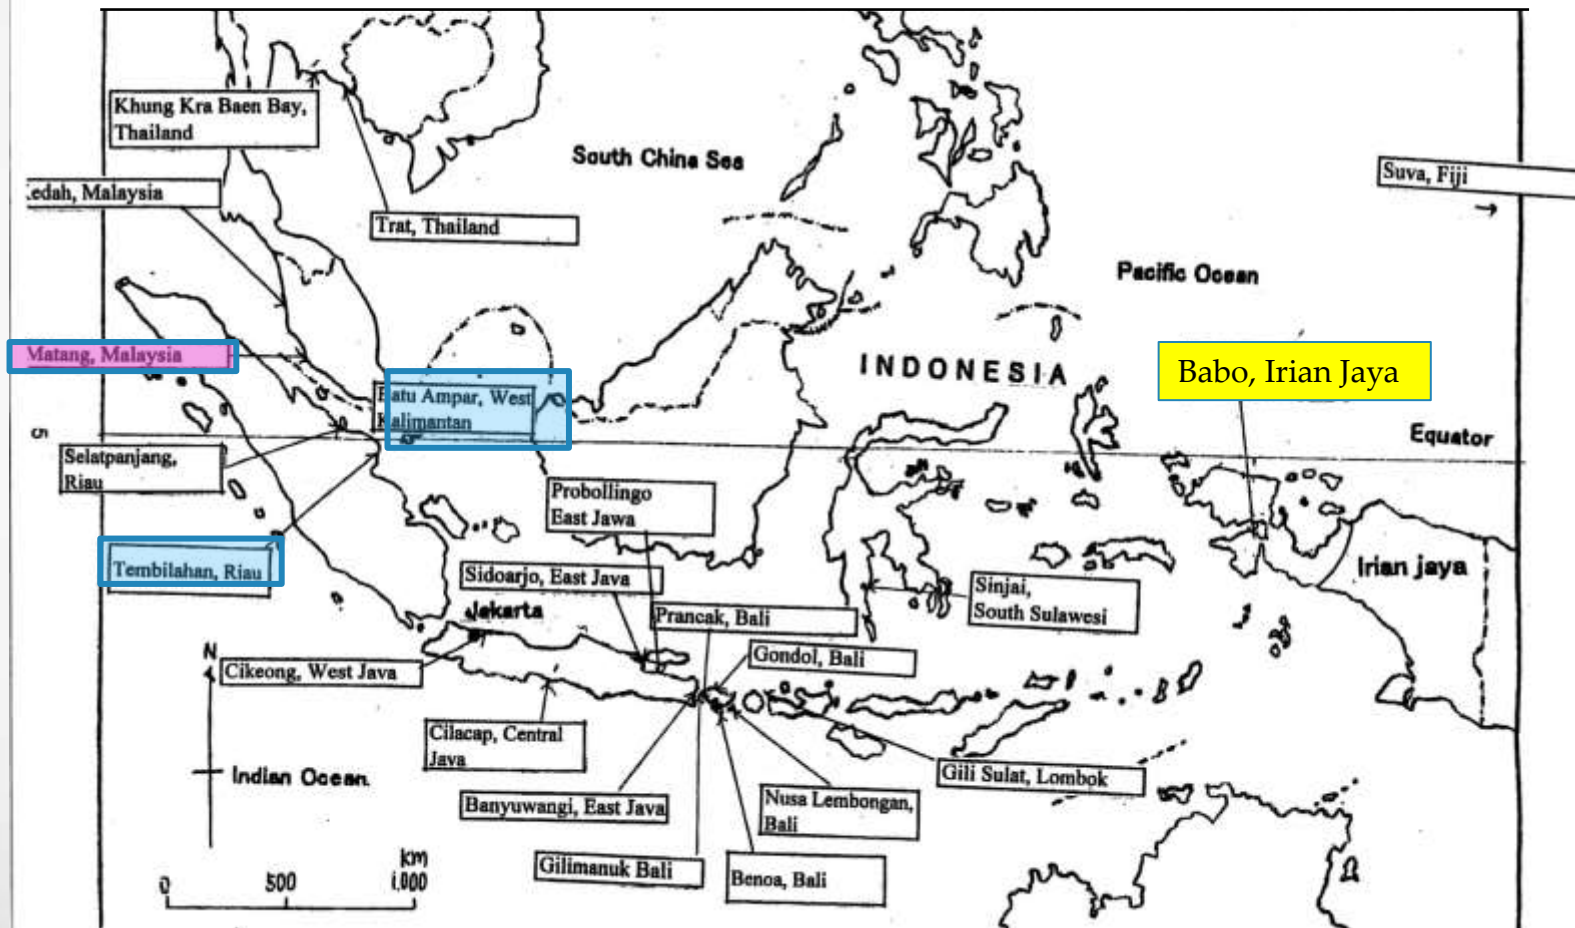 Khung Kra Baen Bay,
Thailand
South China Sea
Suva, Fiji
→
edah, Malaysia
Trat, Thailand
Pacific Ocean
Matang, Malaysia
INDONESIA
Babo, Irian Jaya
Batu Ampar, West
Kalimantan
Equator
Selatpanjang,
Riau
Probollingo
East Jawa
Tembilahan, Riau
Sidoarjo, East Java
Irian jaya
Sinjai,
South Sulawesi
Jakarta
Prancak, Bali
Gondol, Bali
N
Cikeong, West Java
Cilacap, Central
Java
Indian Ocean.
Gili Sulat, Lombok
Banyuwangi, East Java
Nusa Lembongan,
Bali
Gilimanuk Bali
Benoa, Bali
km
0 500 1,000